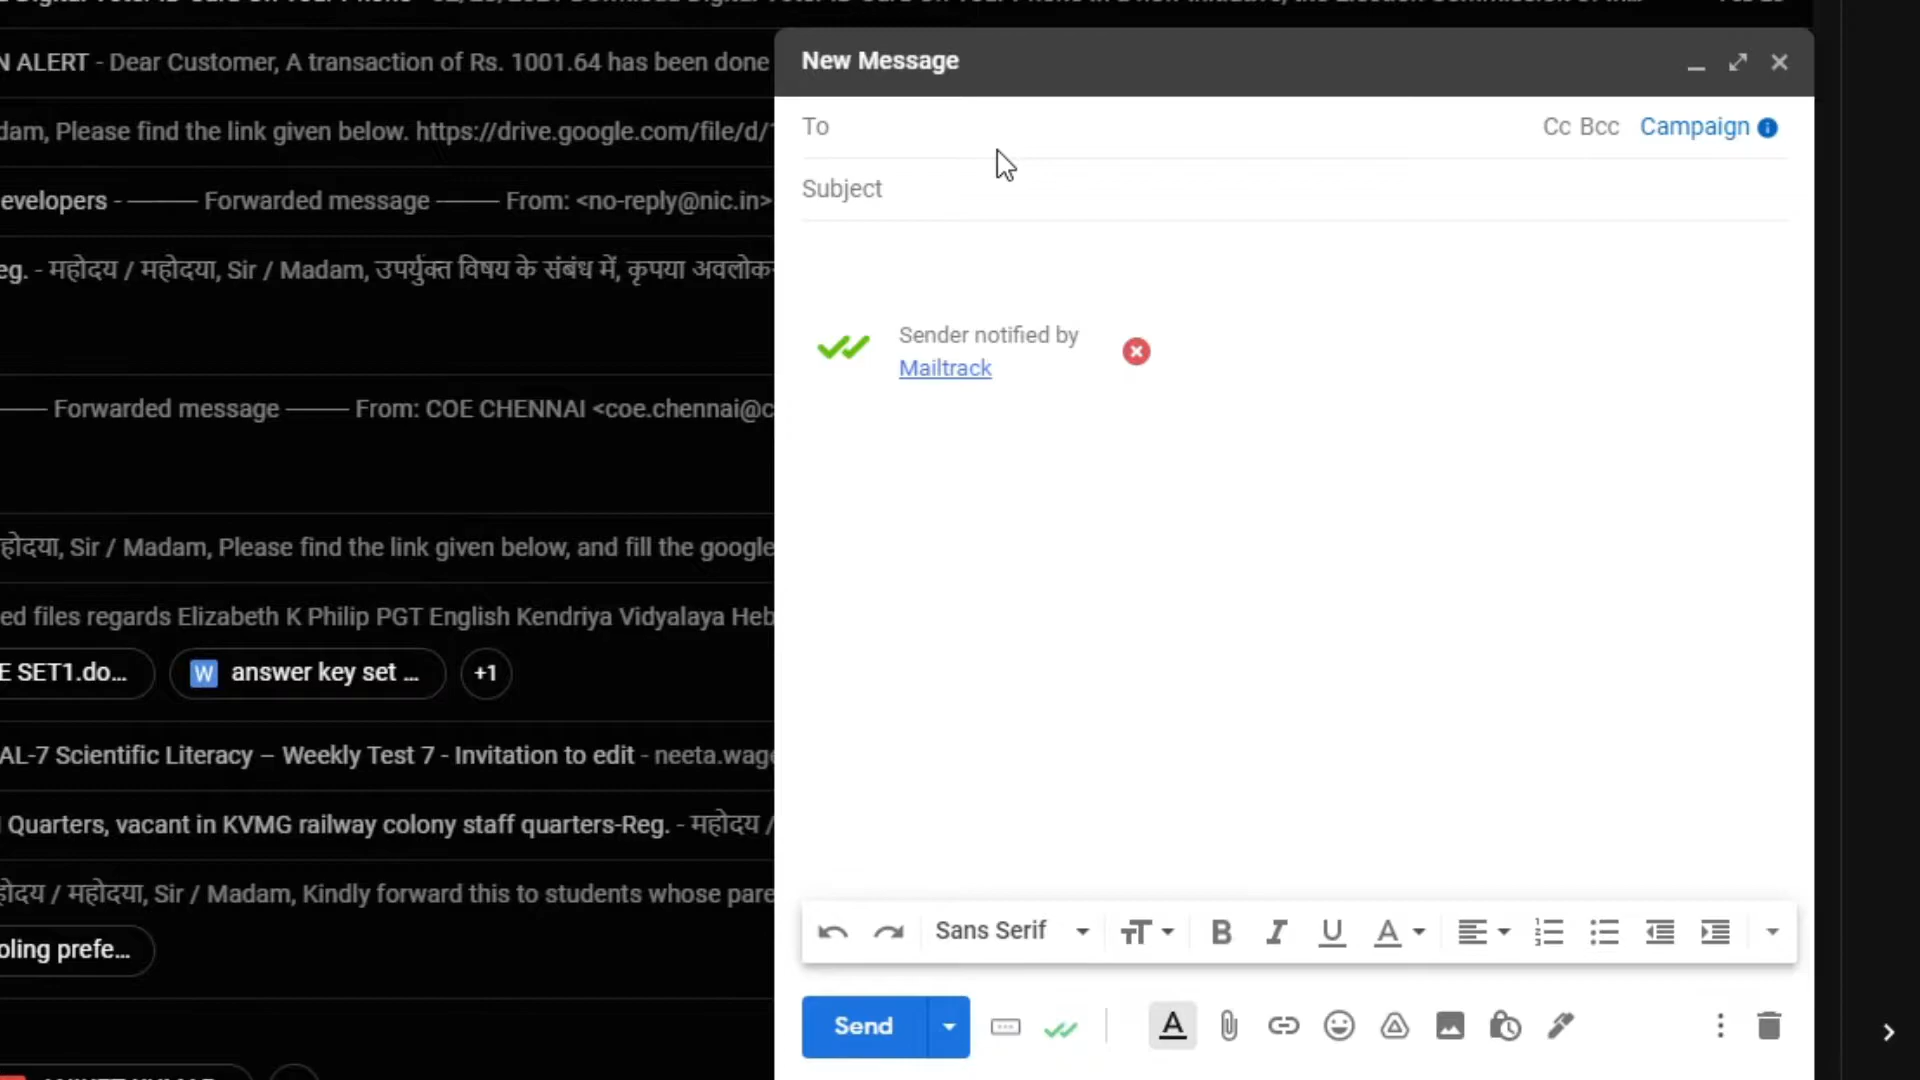 N ALERT - Dear Customer, A transaction of Rs. 1001.64 has been done
dam, Please find the link given below. https://drive.google.com/file/d/
evelopers - ——— Forwarded message ——— From: <no-reply@nic.in>
eg. - महोदय / महोदया, Sir / Madam, उपर्युक्त विषय के संबंध में, कृपया अवलोक
——— Forwarded message ——— From: COE CHENNAI <coe.chennai@c
होदया, Sir / Madam, Please find the link given below, and fill the google
ed files regards Elizabeth K Philip PGT English Kendriya Vidyalaya Heb
E SET1.do...
W answer key set ...
+1
AL-7 Scientific Literacy – Weekly Test 7 - Invitation to edit - neeta.wage
Quarters, vacant in KVMG railway colony staff quarters-Reg. - महोदय /
होदय / महोदया, Sir / Madam, Kindly forward this to students whose pare
oling prefe...
New Message
To
Cc Bcc Campaign
Subject
Sender notified by
Mailtrack
Sans Serif
Send